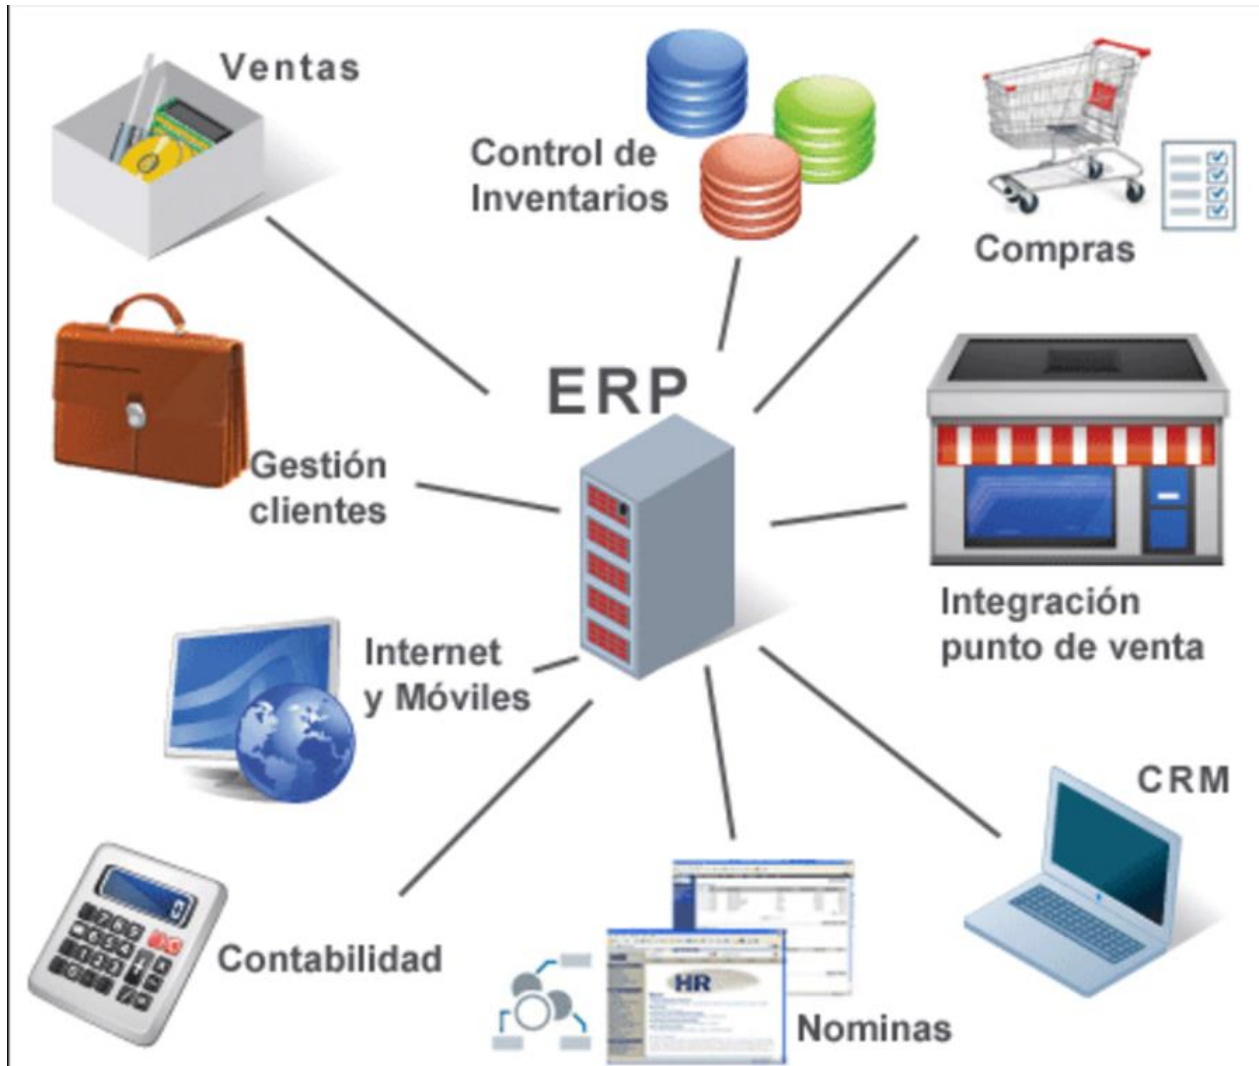 Ventas
Control de
Inventarios
Compras
ERP
Gestión
clientes
Integración
punto de venta
Internet
y Móviles
CRM
Contabilidad
HR
Nominas